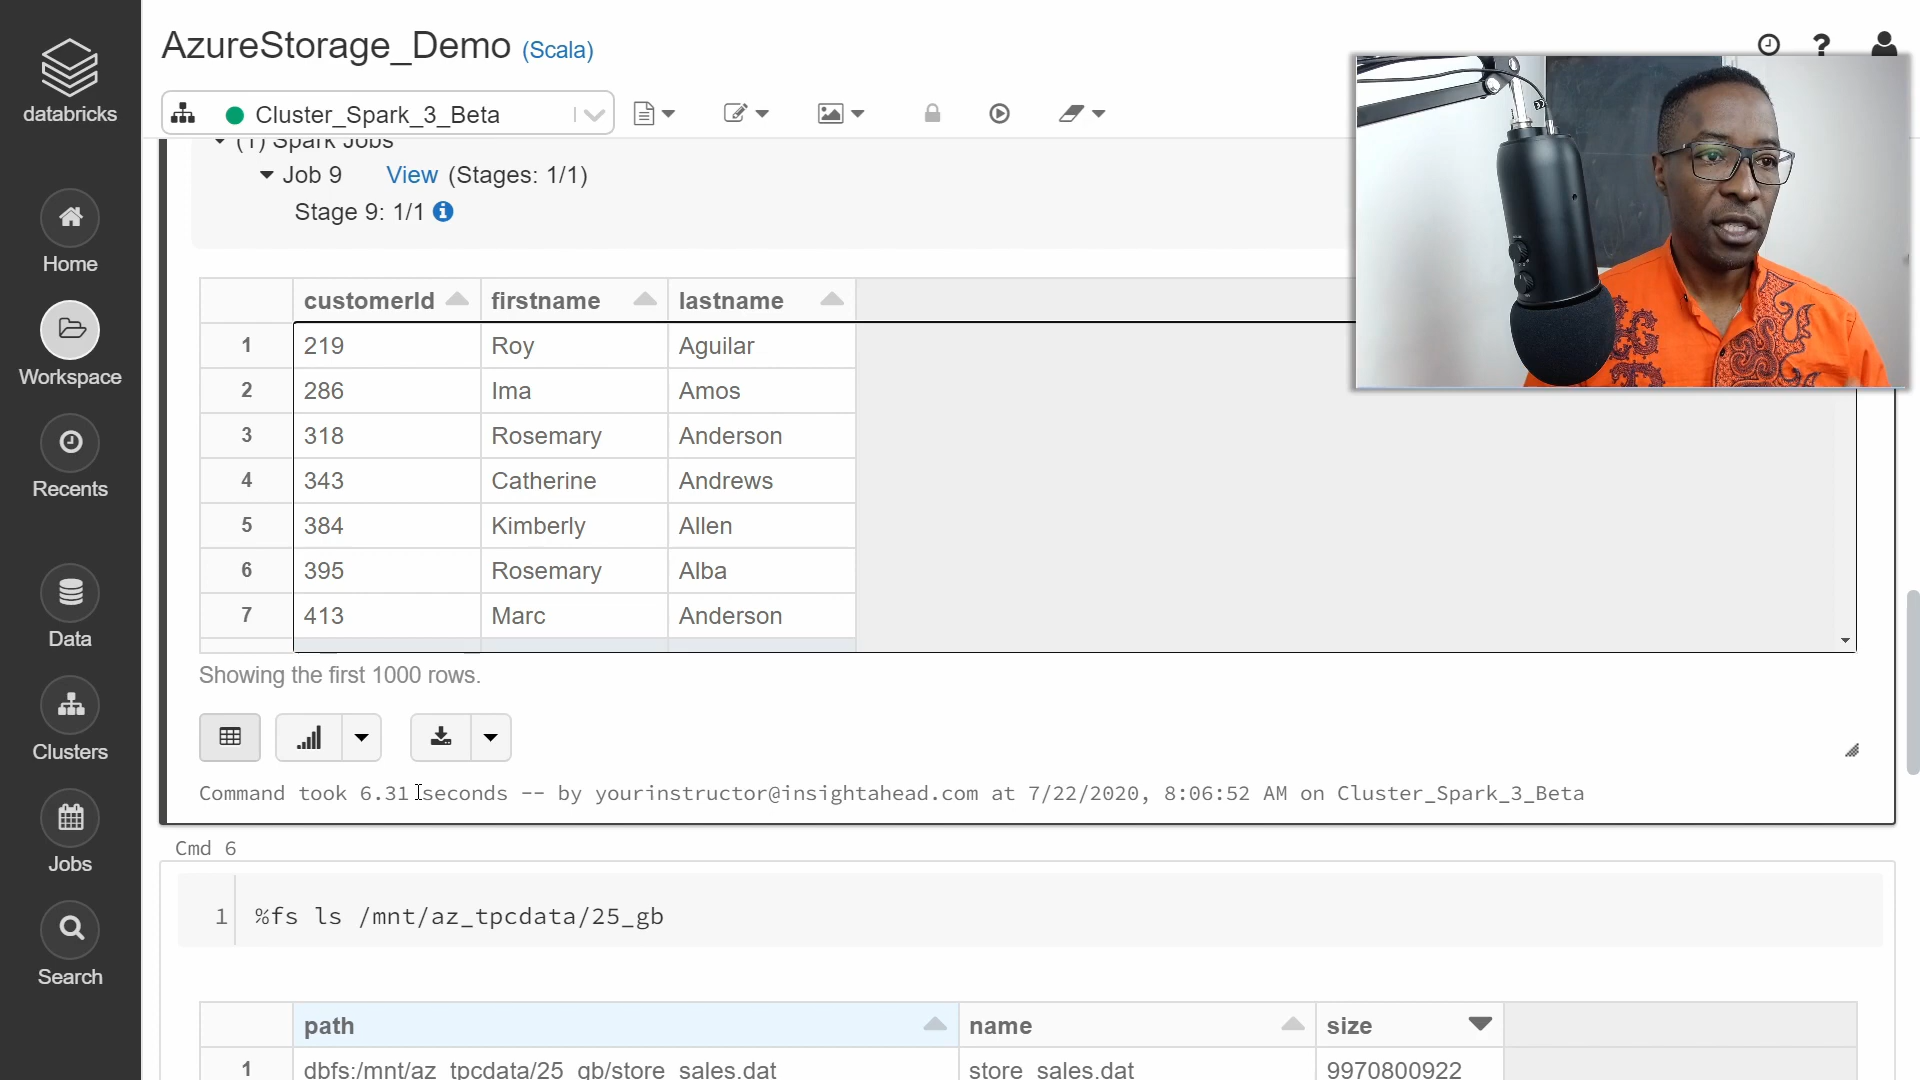 AzureStorage_Demo (Scala)
databricks
Cluster_Spark_3_Beta
(1) Spark Jobs
Job 9 View (Stages: 1/1)
Stage 9: 1/1
Home
Workspace
Recents
Data
Clusters
Jobs
Search
customerId firstname lastname
1 219 Roy Aguilar
2 286 Ima Amos
3 318 Rosemary Anderson
4 343 Catherine Andrews
5 384 Kimberly Allen
6 395 Rosemary Alba
7 413 Marc Anderson
Showing the first 1000 rows.
Command took 6.31 seconds -- by yourinstructor@insightahead.com at 7/22/2020, 8:06:52 AM on Cluster_Spark_3_Beta
Cmd 6
1 %fs ls /mnt/az_tpcdata/25_gb
path name size
1 dbfs:/mnt/az_tpcdata/25_gb/store_sales.dat store_sales.dat 9970800922